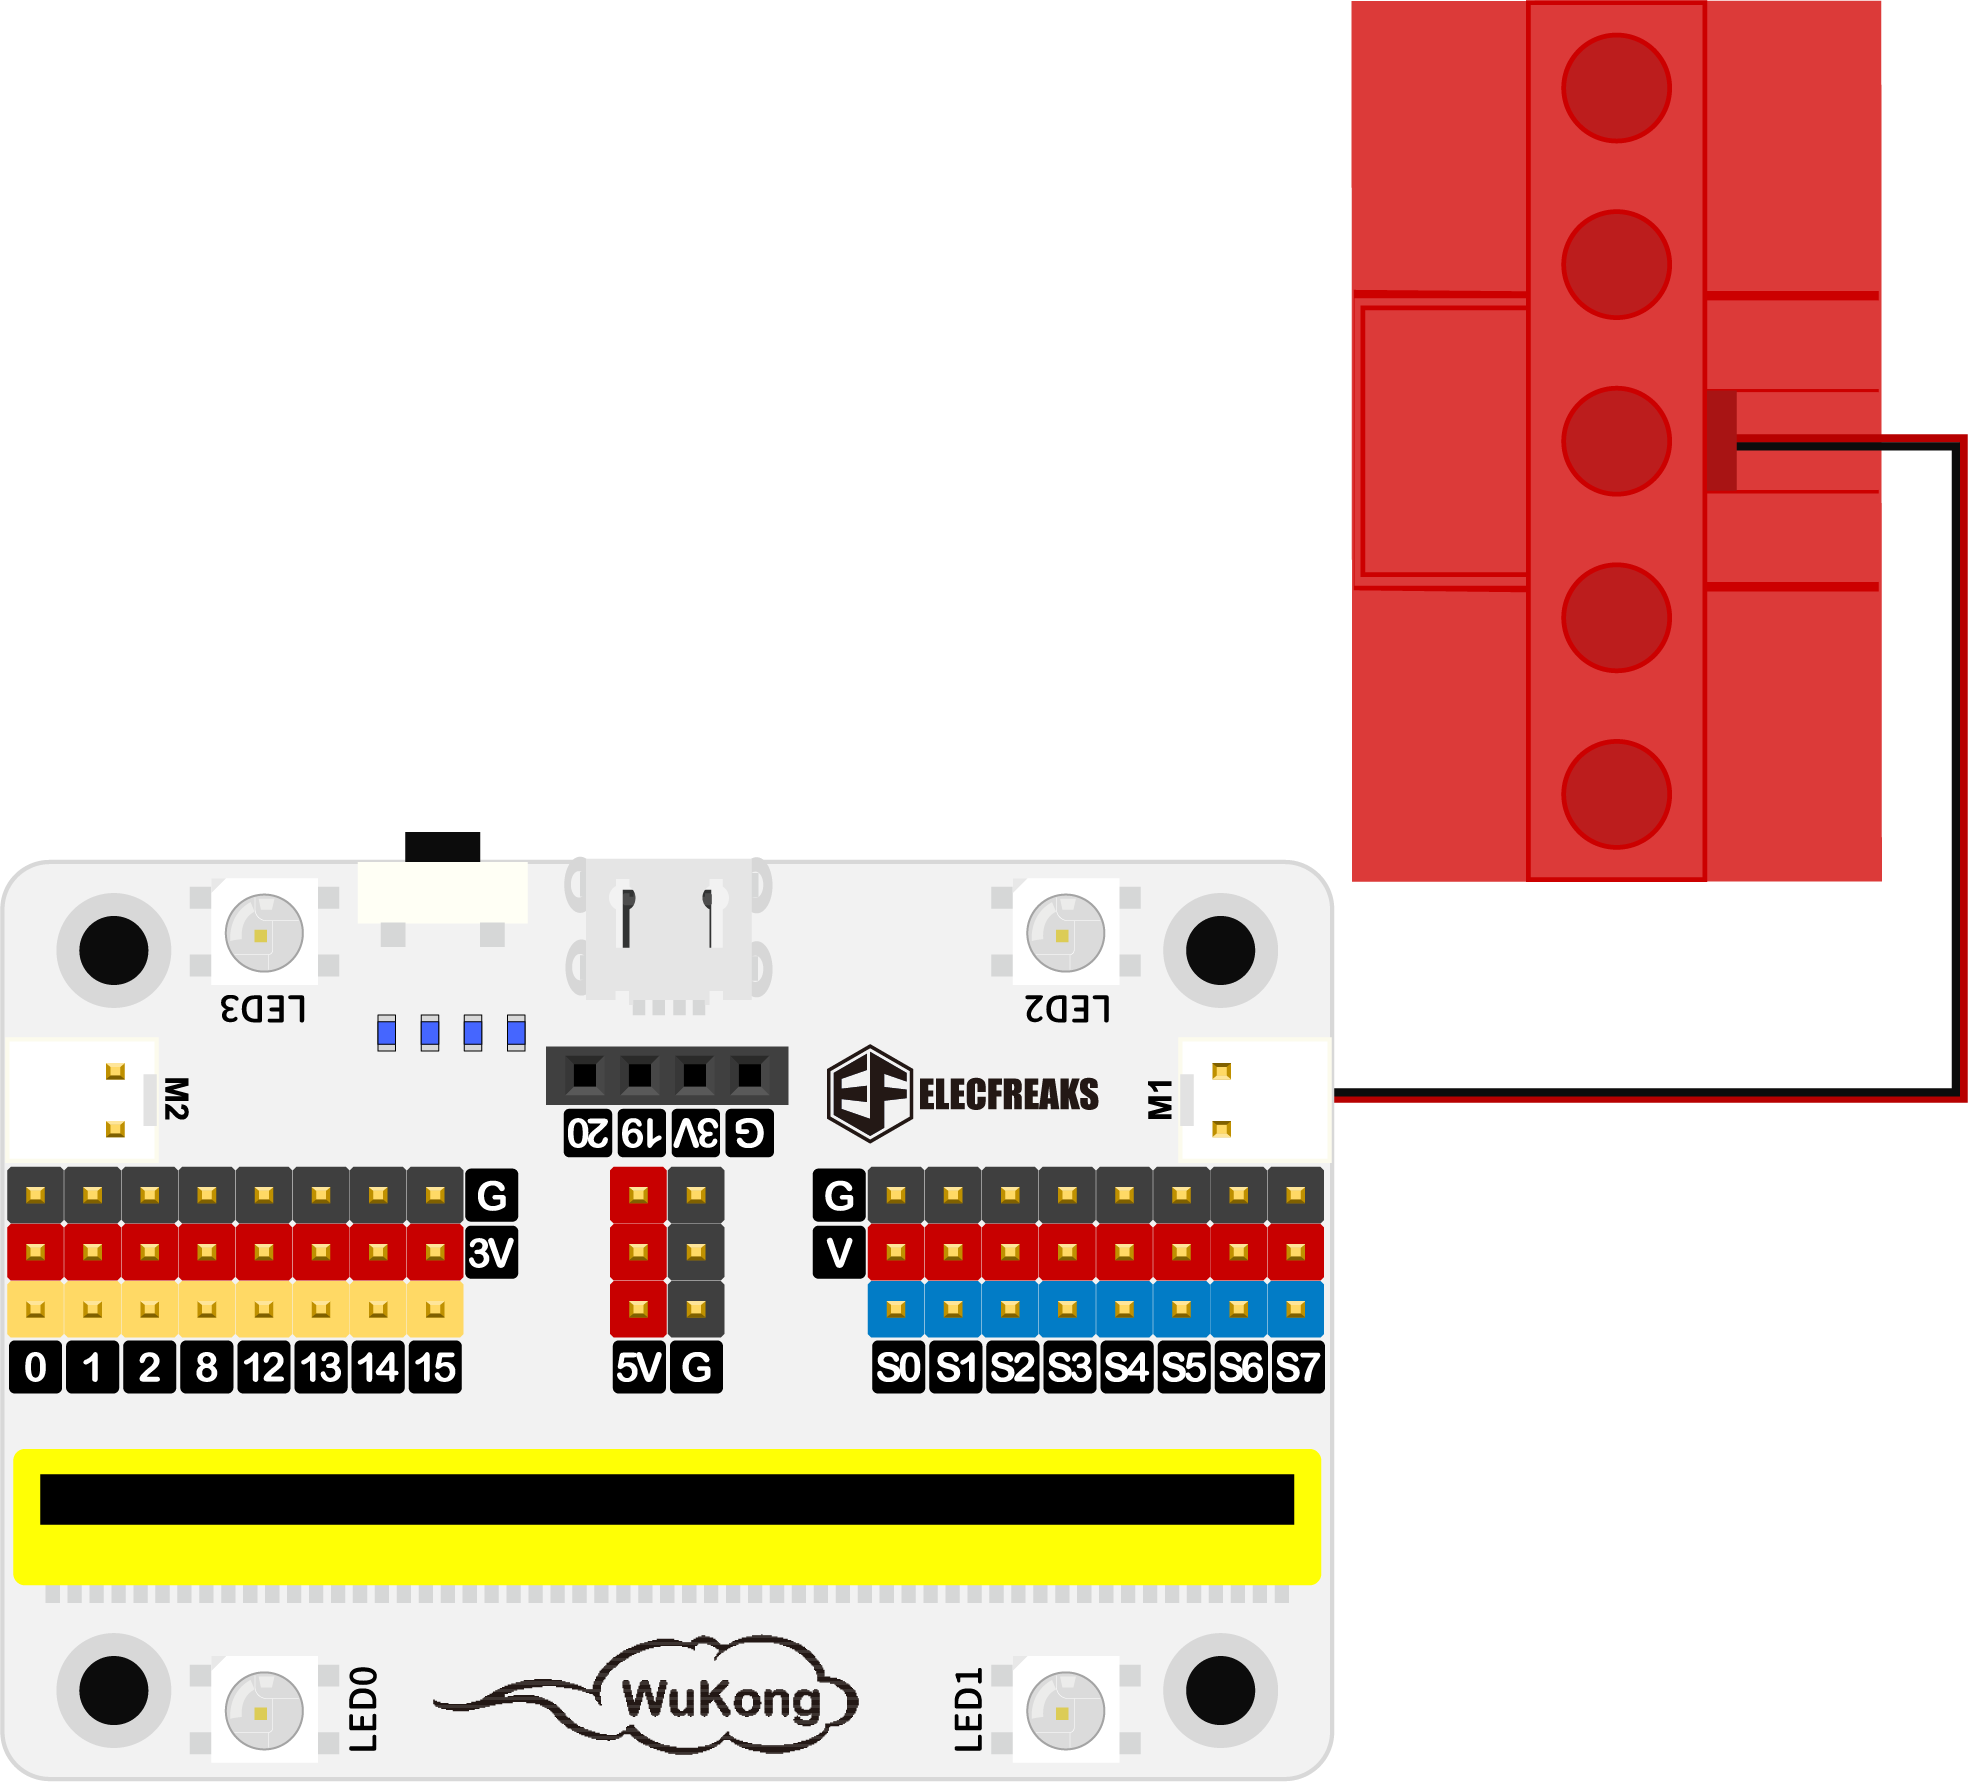 LED3
LED2
M2
20 19 3V G
ELECFREAKS
M1
G
3V
G
V
0 1 2 8 12 13 14 15
5V G
S0 S1 S2 S3 S4 S5 S6 S7
LED0
WuKong
LED1